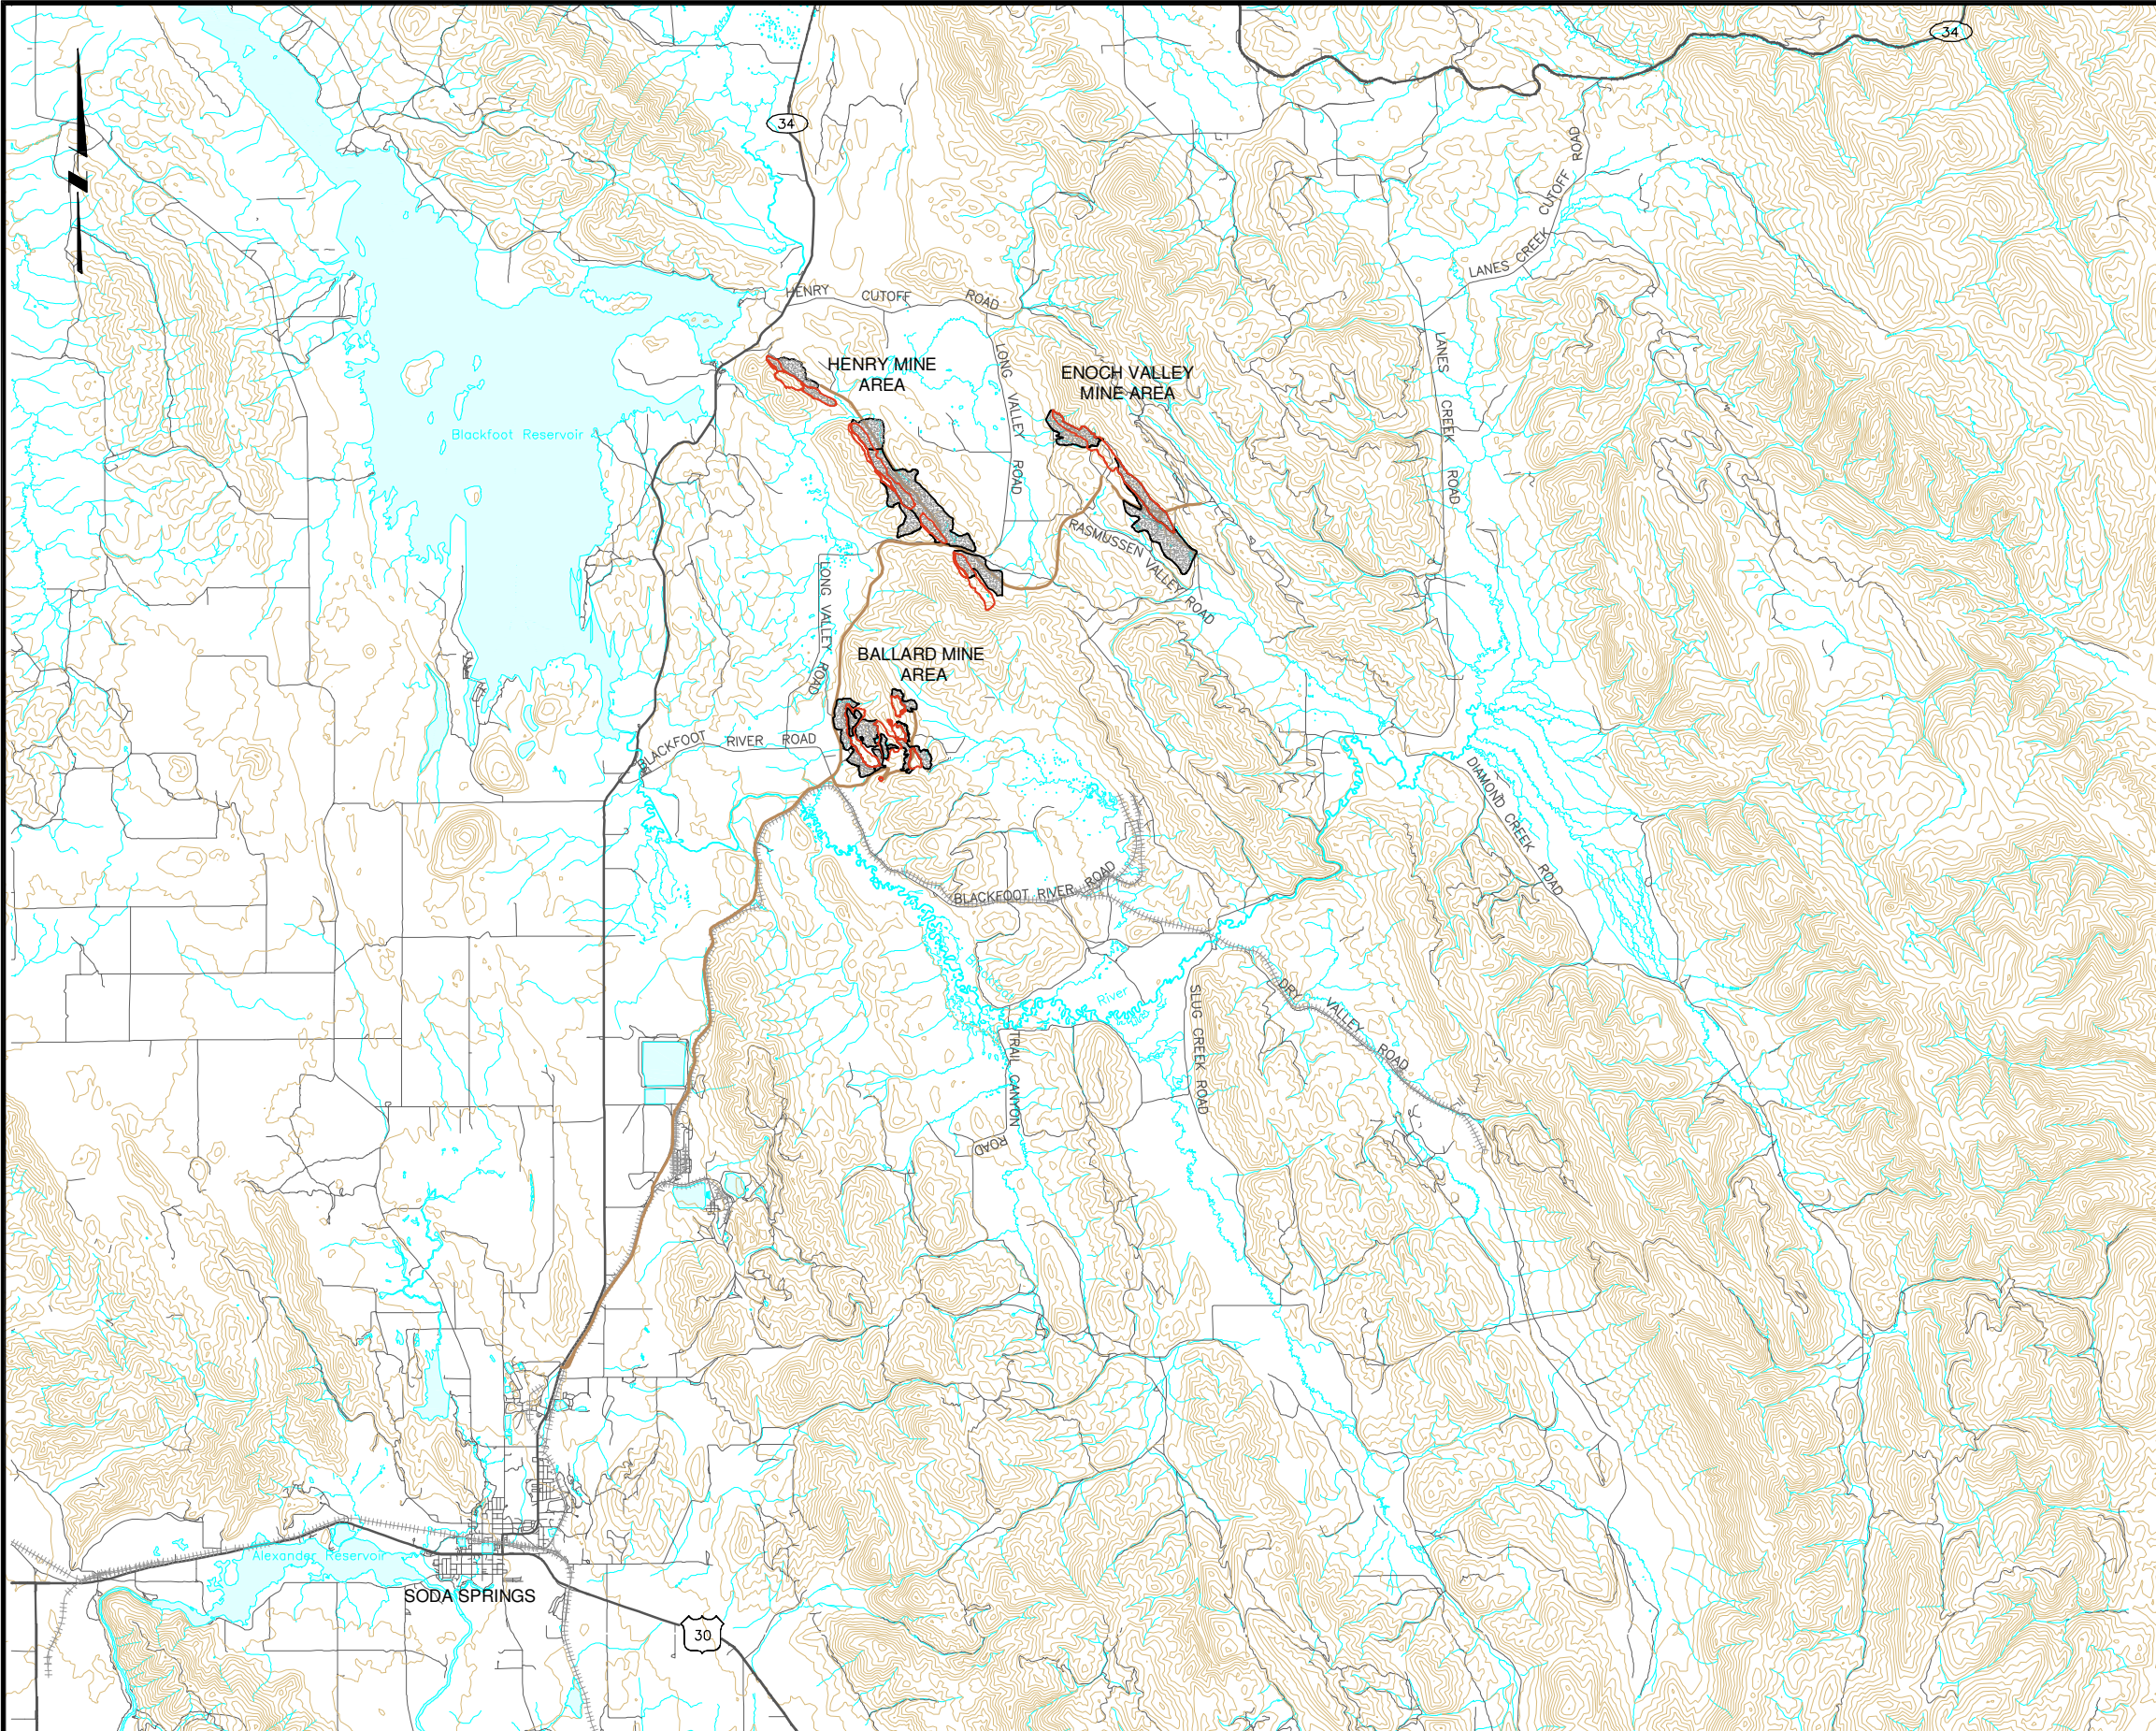 34
34
LANES CREEK CUTOFF ROAD
HENRY CUTOFF ROAD
HENRY MINE
AREA
LONG VALLEY ROAD
ENOCH VALLEY
MINE AREA
LANES CREEK ROAD
Blackfoot Reservoir
RASMUSSEN VALLEY ROAD
LONG VALLEY ROAD
BALLARD MINE
AREA
BLACKFOOT RIVER ROAD
DIAMOND CREEK ROAD
BLACKFOOT RIVER ROAD
Blackfoot River
SLUG CREEK ROAD
DRY VALLEY ROAD
TRAIL CANYON ROAD
Alexander Reservoir
SODA SPRINGS
30